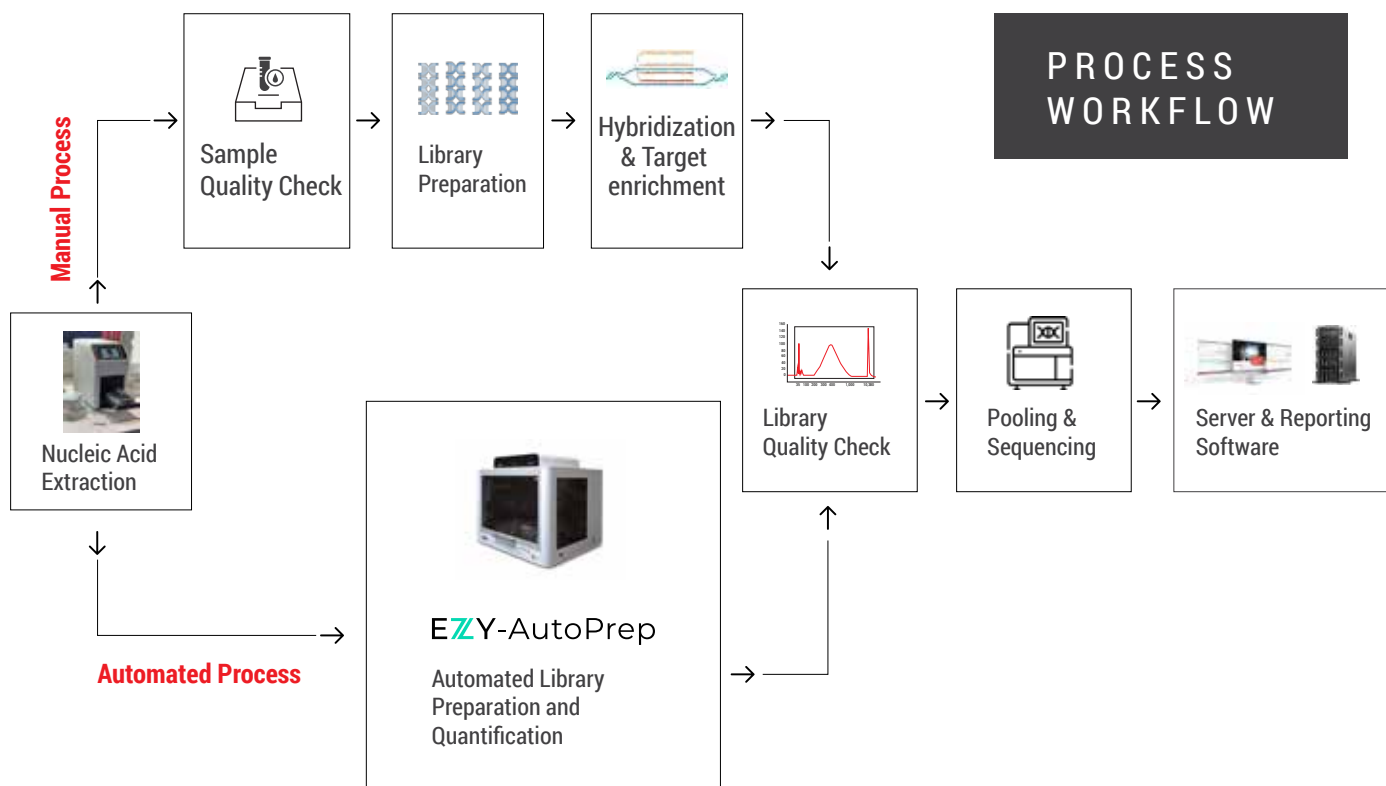 PROCESS
WORKFLOW
Manual Process
Sample
Quality Check
Library
Preparation
Hybridization
& Target
enrichment
Nucleic Acid
Extraction
Automated Process
EZZY-AutoPrep
Automated Library
Preparation and
Quantification
Library
Quality Check
Pooling &
Sequencing
Server & Reporting
Software